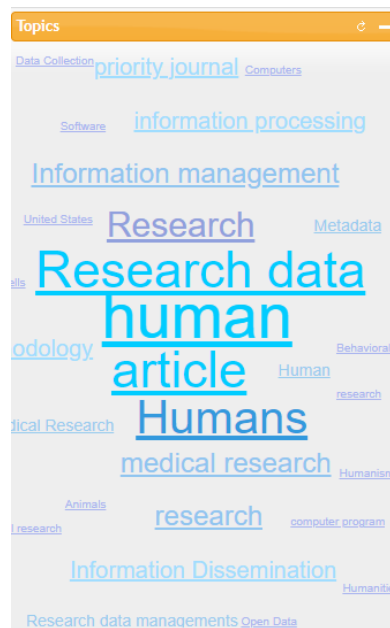 Topics
Data Collection priority journal Computers
Software information processing
Information management
United States Research Metadata
ells Research data
human
odology article Behavioral
Human
research
dical Research Humans
medical research Humanism
Animals
l research research computer program
Information Dissemination
Humanitie
Research data managements Open Data